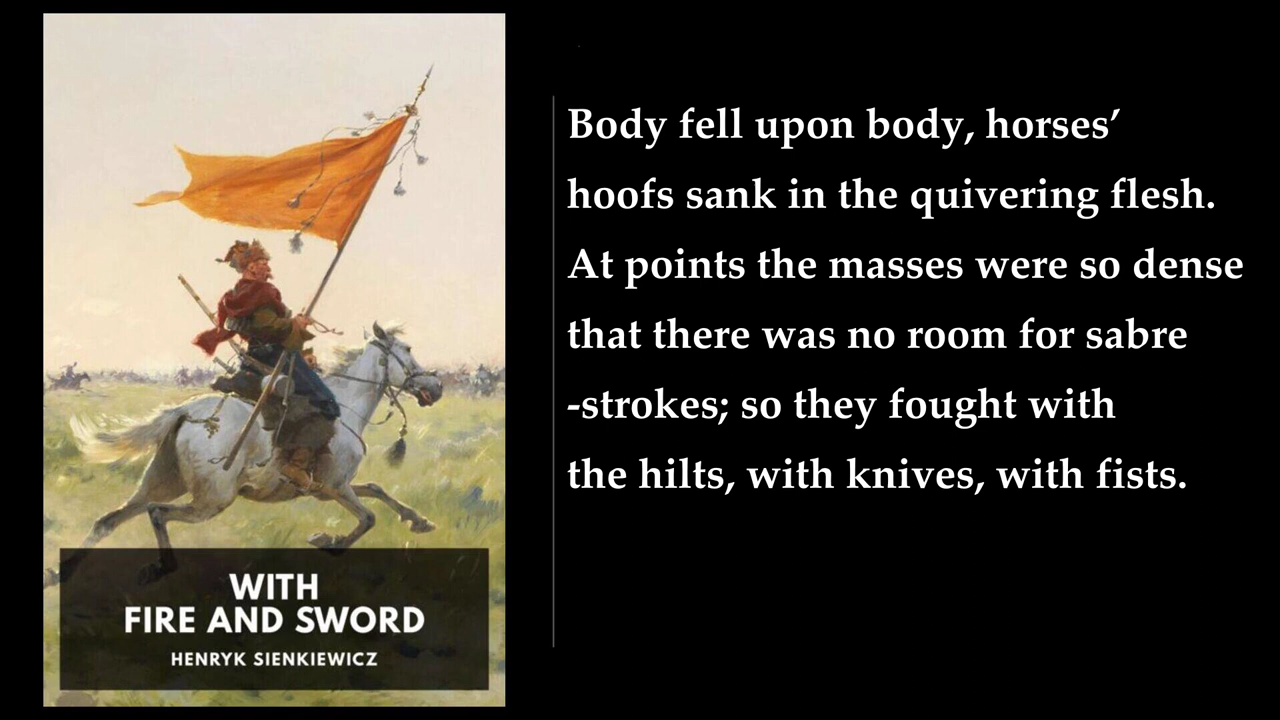 Body fell upon body, horses’
hoofs sank in the quivering flesh.
At points the masses were so dense
that there was no room for sabre
-strokes; so they fought with
the hilts, with knives, with fists.
WITH
FIRE AND SWORD
HENRYK SIENKIEWICZ